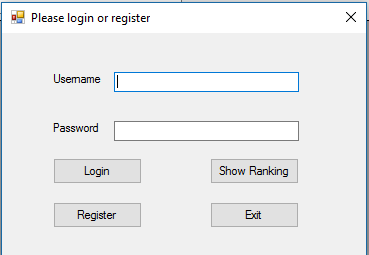 Please login or register
Username
Password
Login
Show Ranking
Register
Exit